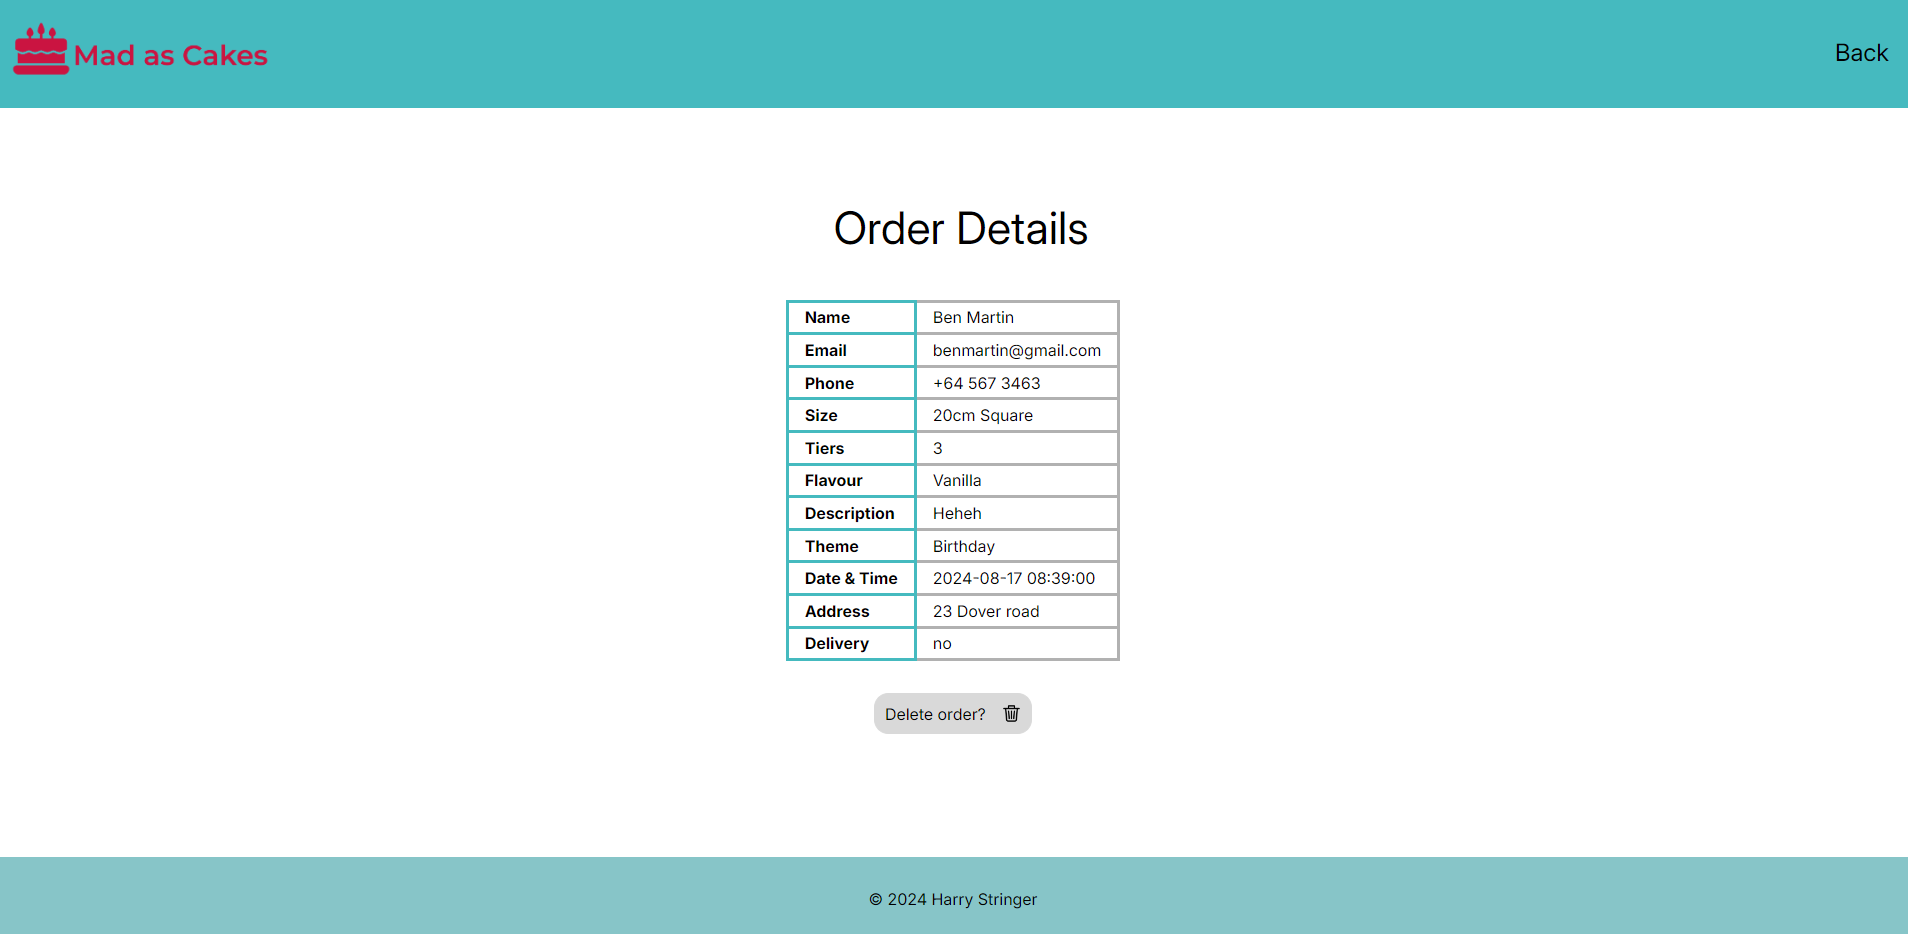 Mad as Cakes
Back
Order Details
Name Ben Martin
Email benmartin@gmail.com
Phone +64 567 3463
Size 20cm Square
Tiers 3
Flavour Vanilla
Description Heheh
Theme Birthday
Date & Time 2024-08-17 08:39:00
Address 23 Dover road
Delivery no
Delete order?
© 2024 Harry Stringer